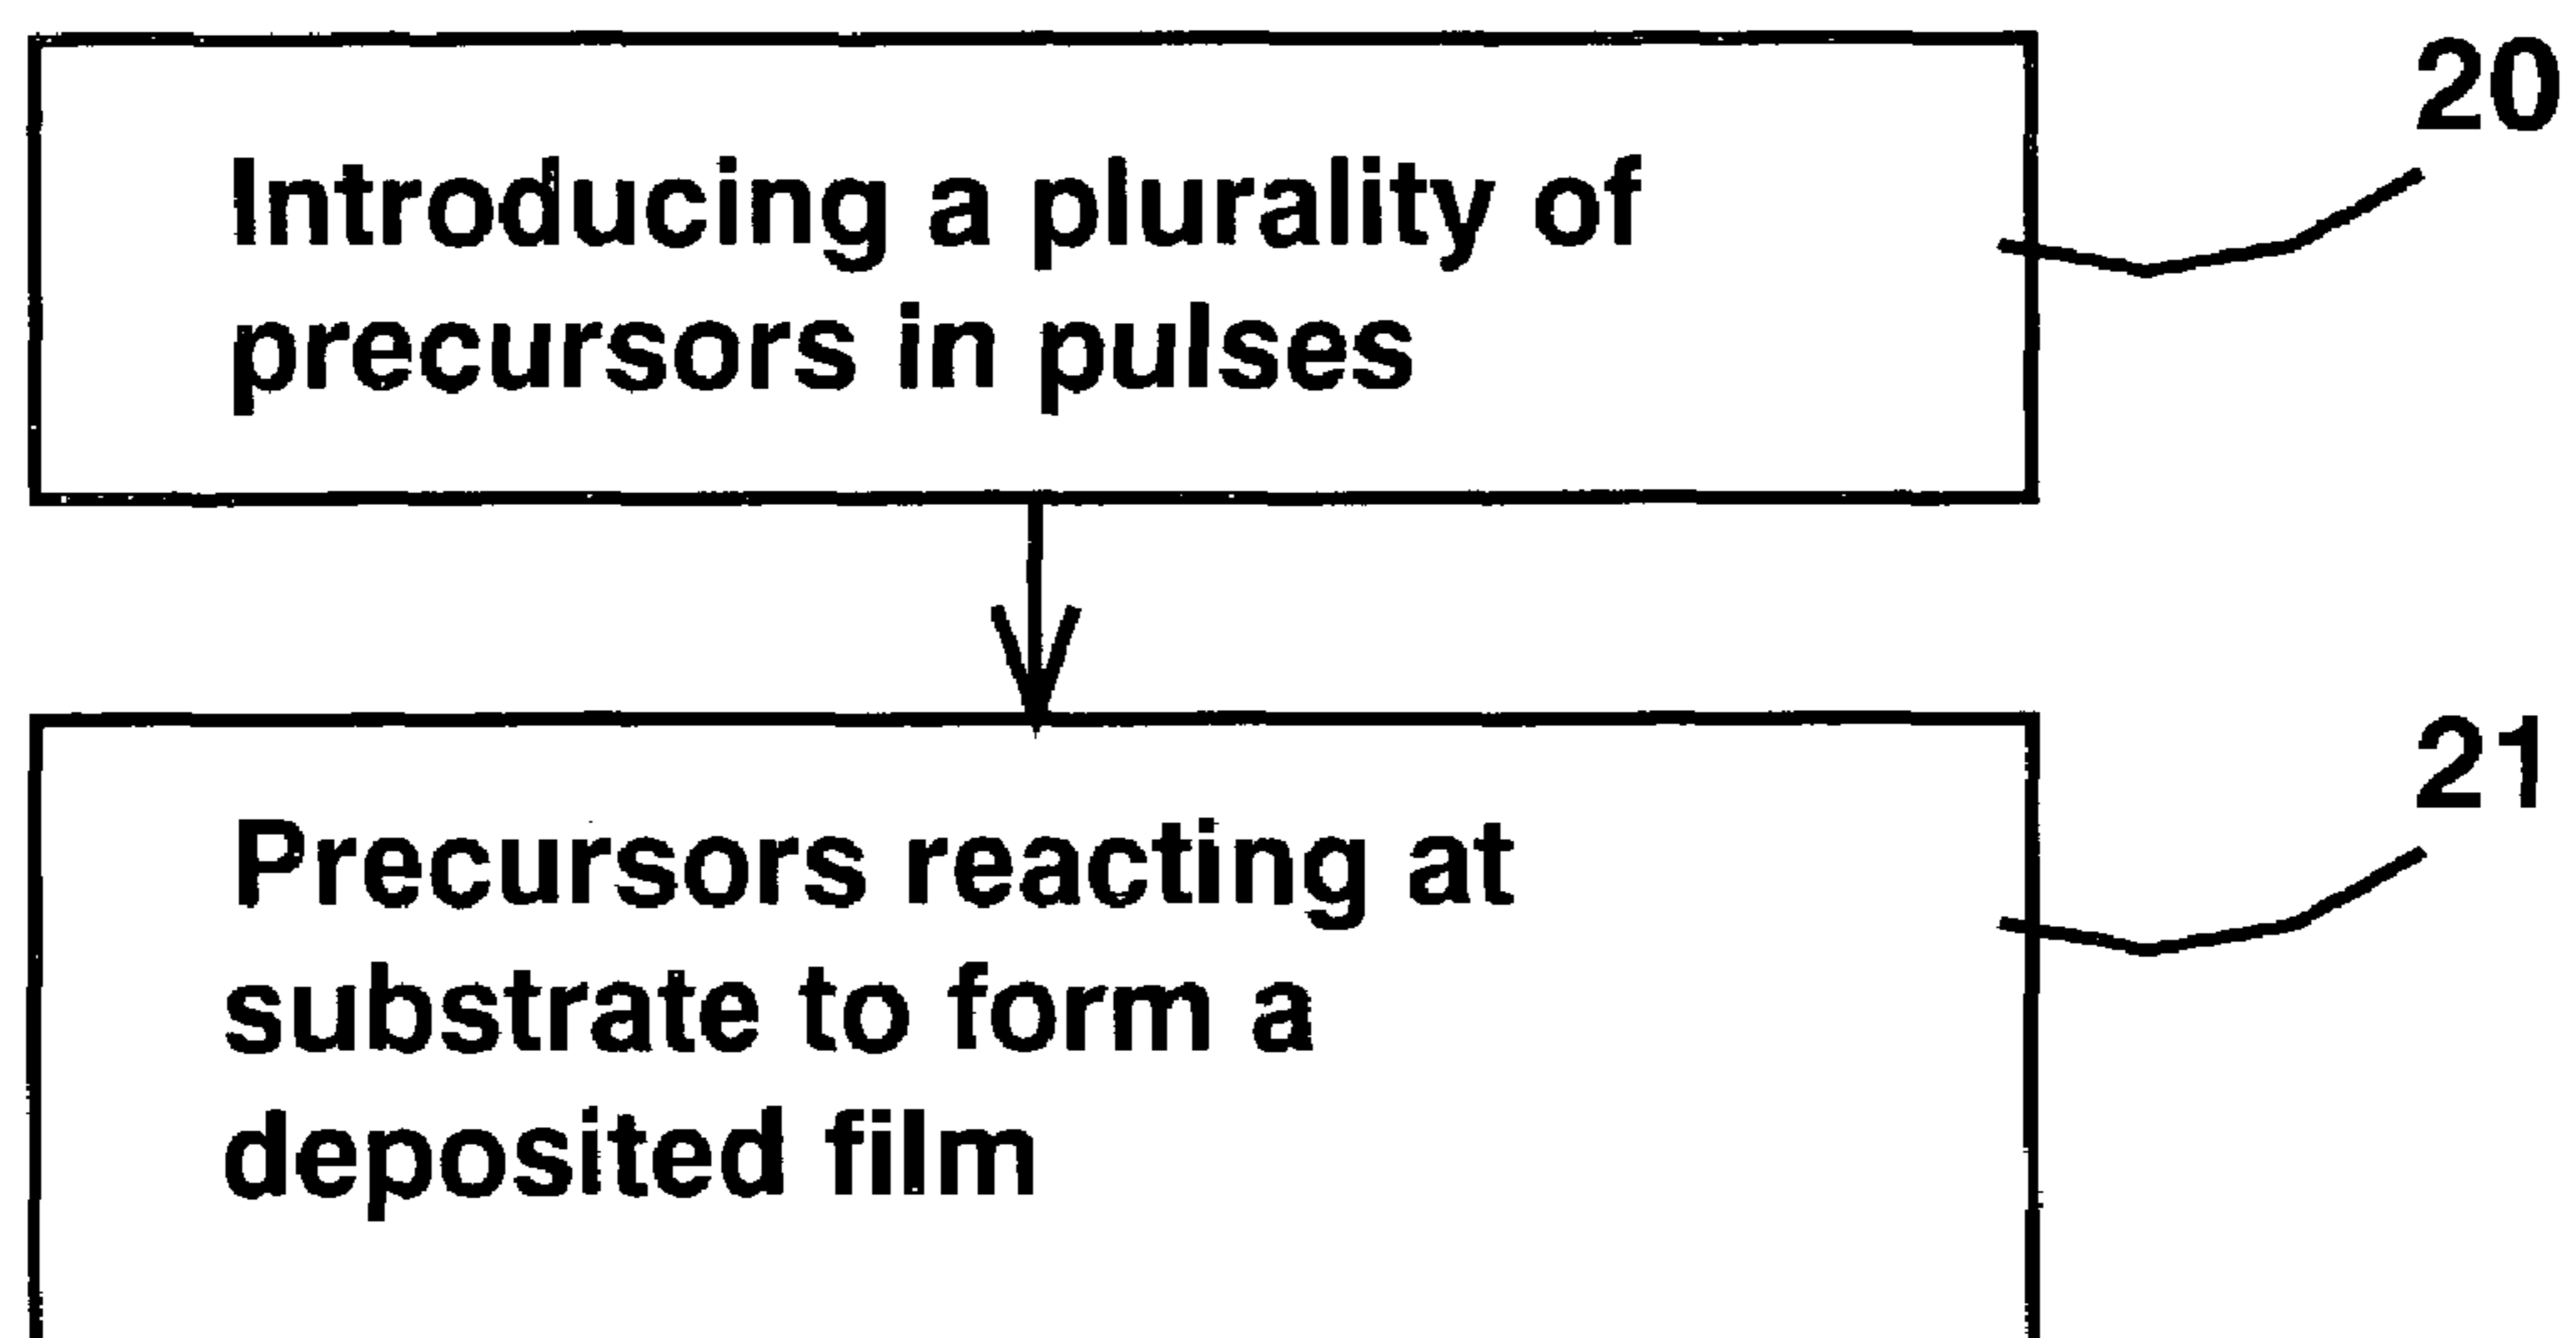 20
Introducing a plurality of
precursors in pulses
21
Precursors reacting at
substrate to form a
deposited film